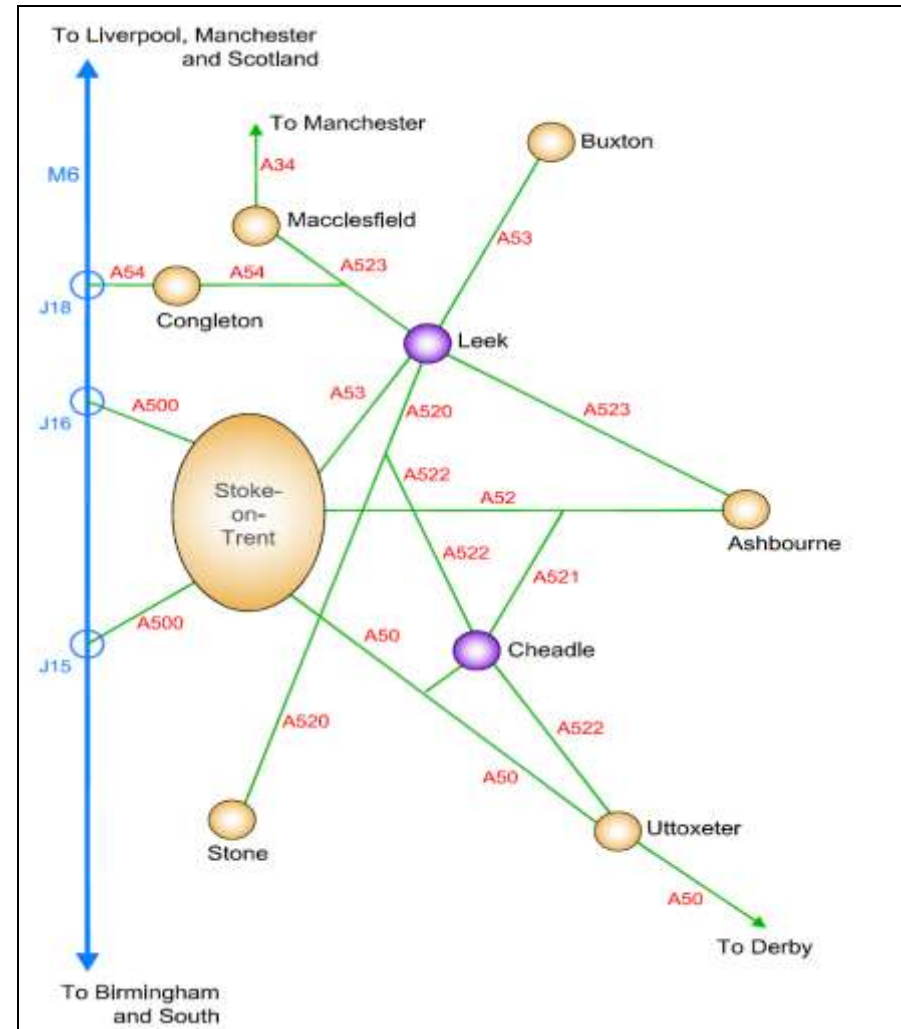 To Liverpool, Manchester
and Scotland
To Manchester
Buxton
A34
M6
Macclesfield
A53
A54
A54
A523
J18
Congleton
Leek
A53
A520
A523
A500
J16
A522
Stoke-
on-
Trent
A52
Ashbourne
A522
A521
A500
A50
Cheadle
J15
A520
A522
A50
Stone
Uttoxeter
A50
To Derby
To Birmingham
and South